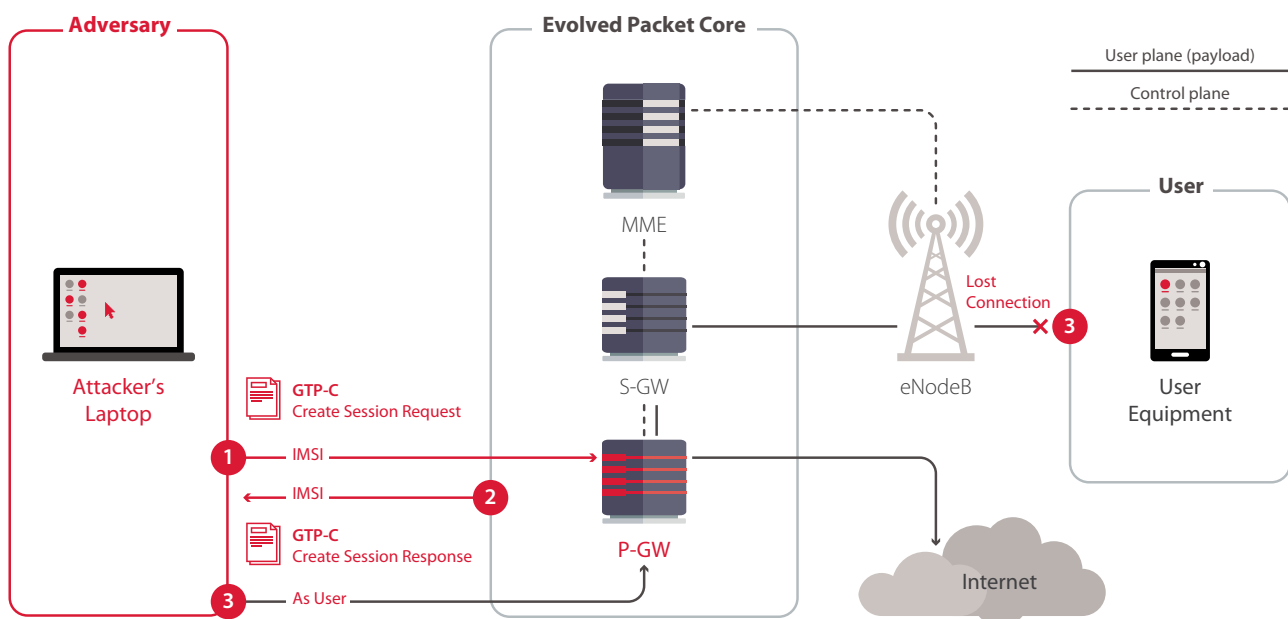 Adversary
Evolved Packet Core
User plane (payload)
Control plane
User
MME
Lost
Connection
3
Attacker's
Laptop
GTP-C
Create Session Request
S-GW
eNodeB
User
Equipment
1
IMSI
IMSI
2
GTP-C
Create Session Response
P-GW
Internet
3
As User